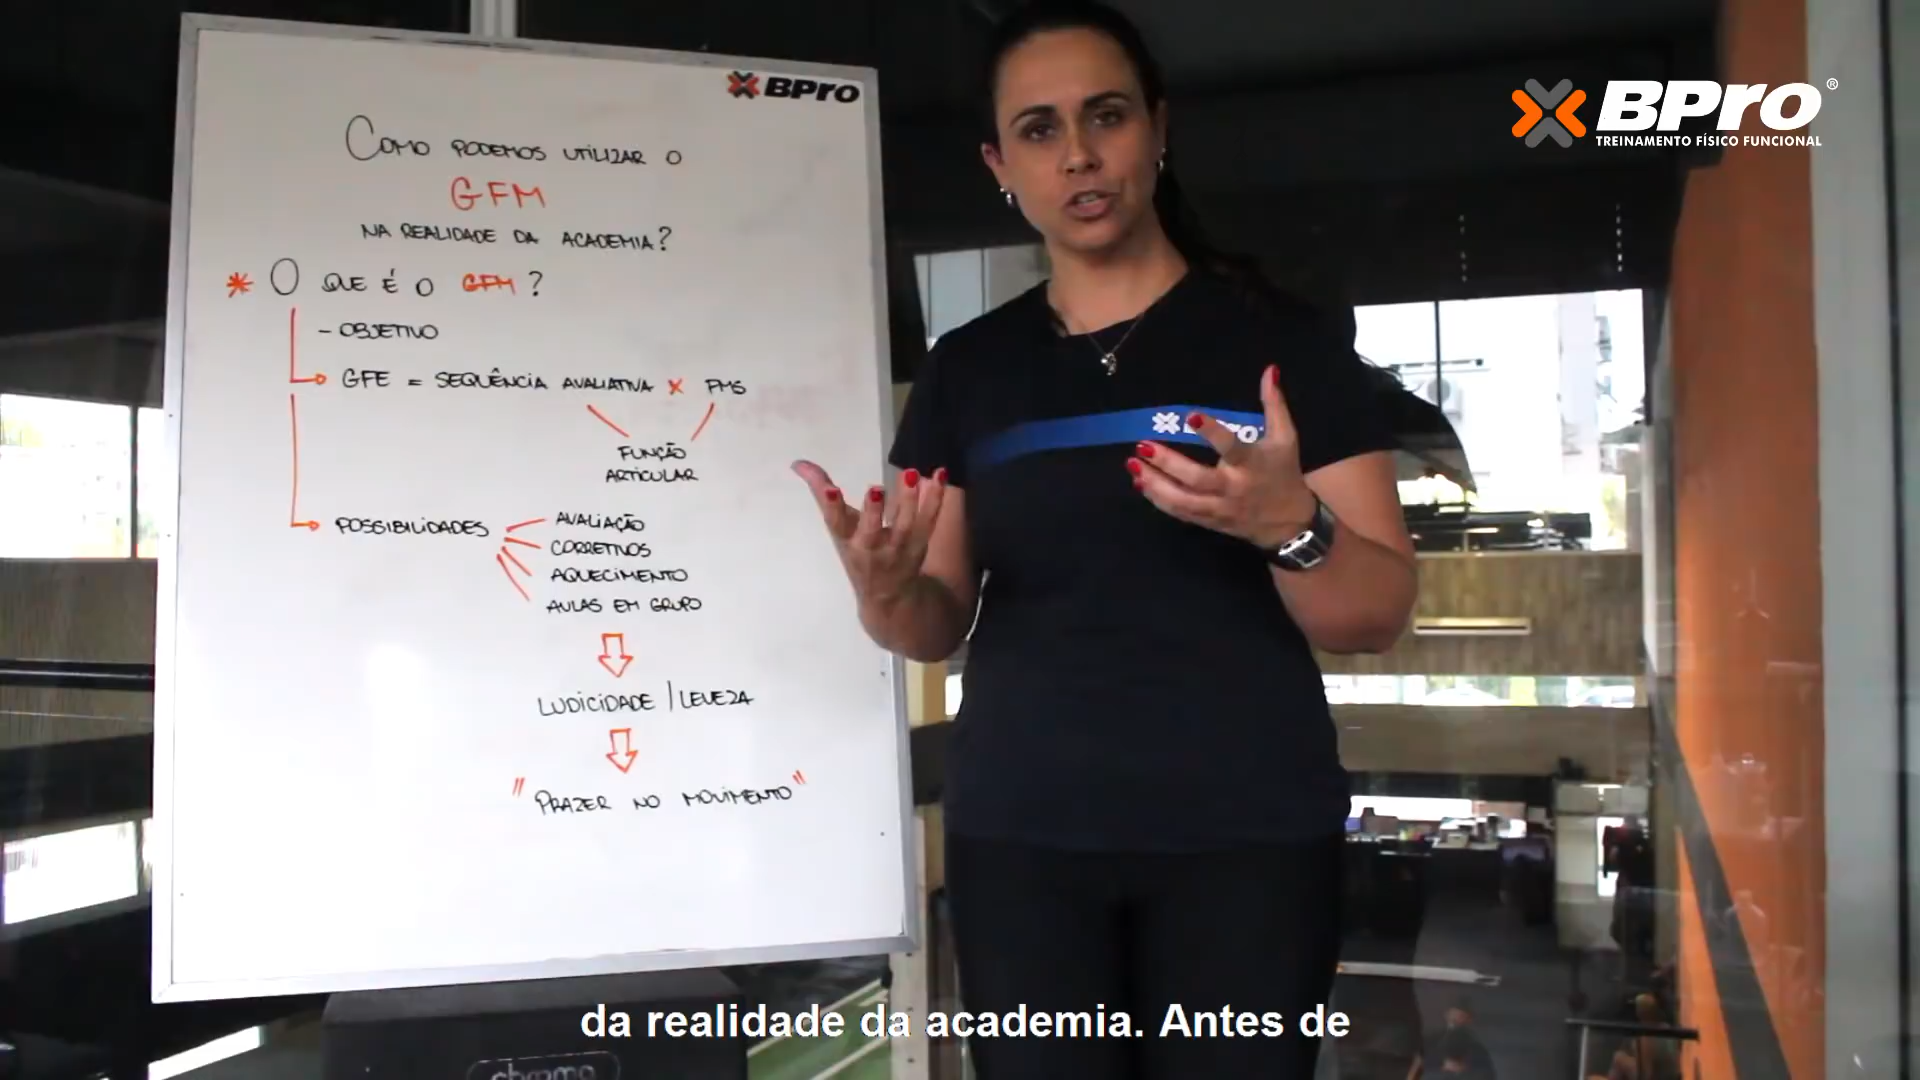 BPro
COMO PODEMOS UTILIZAR O
GFM
NA REALIDADE DA ACADEMIA?
* O QUE É O GFM?
- OBJETIVO
GFE = SEQUÊNCIA AVALIATIVA X FMS
FUNÇÃO
ARTICULAR
POSSIBILIDADES
AVALIAÇÃO
CORRETIVOS
AQUECIMENTO
AULAS EM GRUPO
LUDICIDADE / LEVEZA
"PRAZER NO MOVIMENTO"
BPro®
TREINAMENTO FÍSICO FUNCIONAL
BPro
da realidade da academia. Antes de
chroma